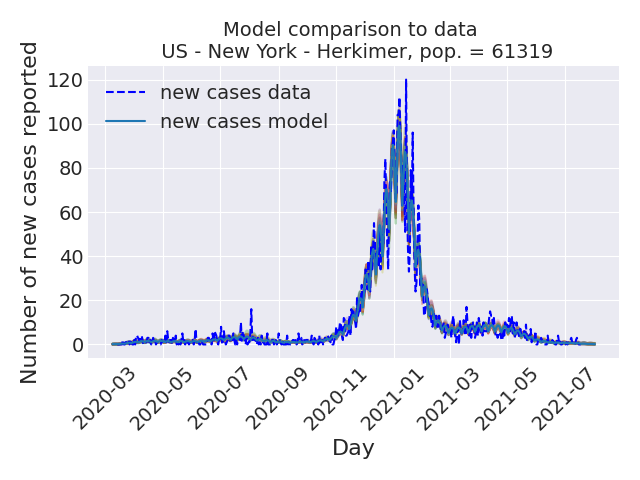 Model comparison to data
US - New York - Herkimer, pop. = 61319
new cases data
new cases model
Number of new cases reported
120
100
80
60
40
20
0
2020-03
2020-05
2020-07
2020-09
2020-11
2021-01
2021-03
2021-05
2021-07
Day